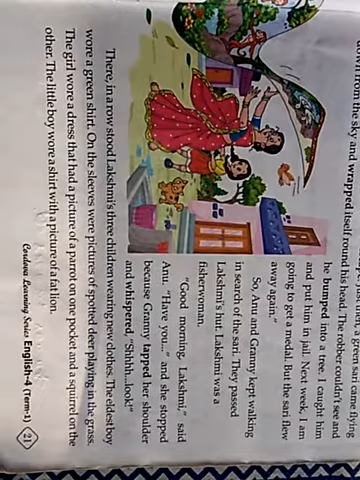 down from the sky and wrapped itself round his head. The robber couldn't see and
he bumped into a tree. I caught him
and put him in jail. Next week, I am
going to get a medal. But the sari flew
away again."
So, Anu and Granny kept walking
in search of the sari. They passed
Lakshmi's hut. Lakshmi was a
fisherwoman.
"Good morning, Lakshmi," said
Anu. "Have you..." and she stopped
because Granny tapped her shoulder
and whispered, "Shhhh...look!"
There, in a row stood Lakshmi's three children wearing new clothes. The eldest boy
wore a green shirt. On the sleeves were pictures of spotted deer playing in the grass.
The girl wore a dress that had a picture of a parrot on one pocket and a squirrel on the
other. The little boy wore a shirt with a picture of a fat lion.
Cordova Learning Series English-4 (Term-1) 21